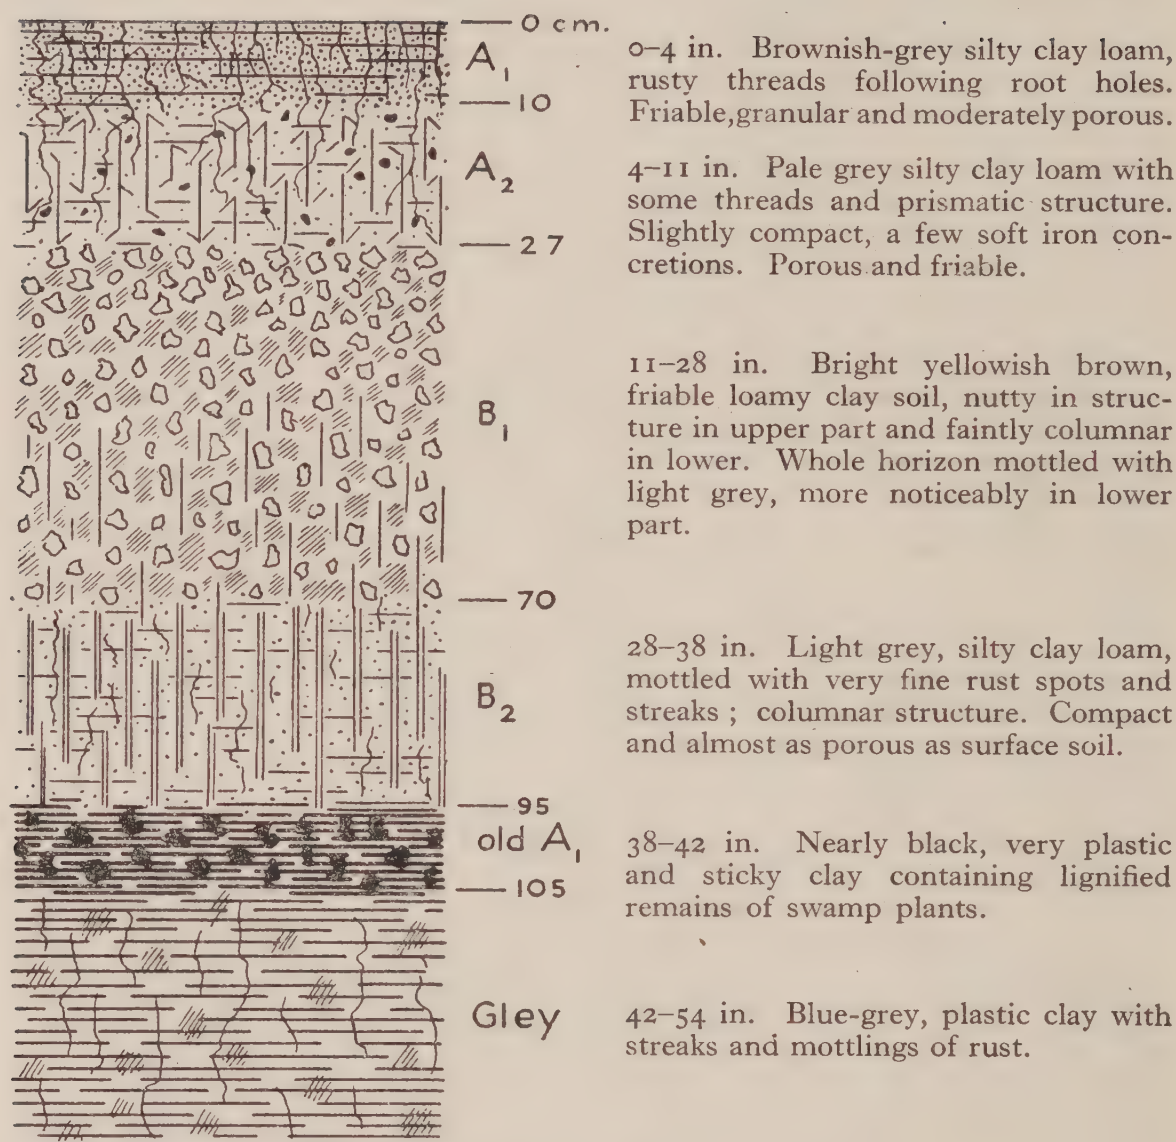 0 cm.
A1
10
A2
27
B1
70
B2
95
old A1
105
Gley
0–4 in. Brownish-grey silty clay loam,
rusty threads following root holes.
Friable,granular and moderately porous.
4–11 in. Pale grey silty clay loam with
some threads and prismatic structure.
Slightly compact, a few soft iron con-
cretions. Porous and friable.
11–28 in. Bright yellowish brown,
friable loamy clay soil, nutty in struc-
ture in upper part and faintly columnar
in lower. Whole horizon mottled with
light grey, more noticeably in lower
part.
28–38 in. Light grey, silty clay loam,
mottled with very fine rust spots and
streaks ; columnar structure. Compact
and almost as porous as surface soil.
38–42 in. Nearly black, very plastic
and sticky clay containing lignified
remains of swamp plants.
42–54 in. Blue-grey, plastic clay with
streaks and mottlings of rust.